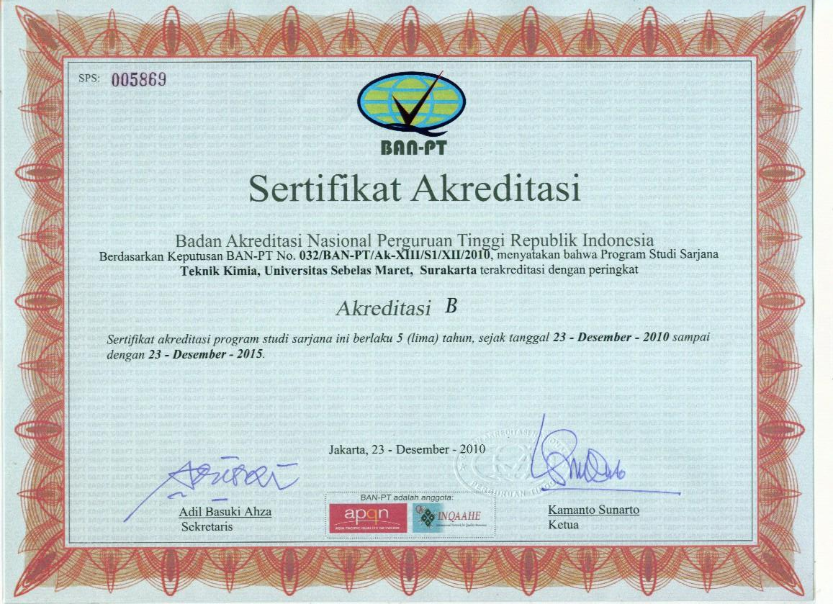 SPS: 005869
BAN-PT
Sertifikat Akreditasi
Badan Akreditasi Nasional Perguruan Tinggi Republik Indonesia
Berdasarkan Keputusan BAN-PT No. 032/BAN-PT/Ak-XIII/S1/XII/2010, menyatakan bahwa Program Studi Sarjana
Teknik Kimia, Universitas Sebelas Maret, Surakarta terakreditasi dengan peringkat
Akreditasi B
Sertifikat akreditasi program studi sarjana ini berlaku 5 (lima) tahun, sejak tanggal 23 - Desember - 2010 sampai
dengan 23 - Desember - 2015.
Jakarta, 23 - Desember - 2010
Adil Basuki Ahza
Sekretaris
BAN-PT adalah anggota:
apqn
INQAAHE
Kamanto Sunarto
Ketua